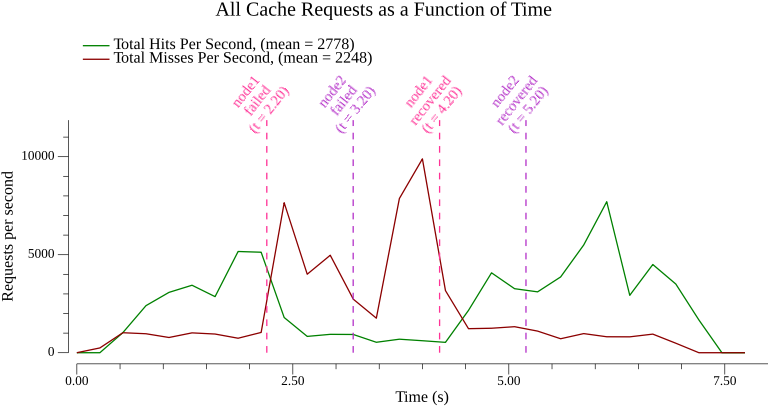 All Cache Requests as a Function of Time
Total Hits Per Second, (mean = 2778)
Total Misses Per Second, (mean = 2248)
node1
failed
(t = 2.20)
node2
failed
(t = 3.20)
node1
recovered
(t = 4.20)
node2
recovered
(t = 5.20)
10000
5000
0
Requests per second
0.00
2.50
5.00
7.50
Time (s)